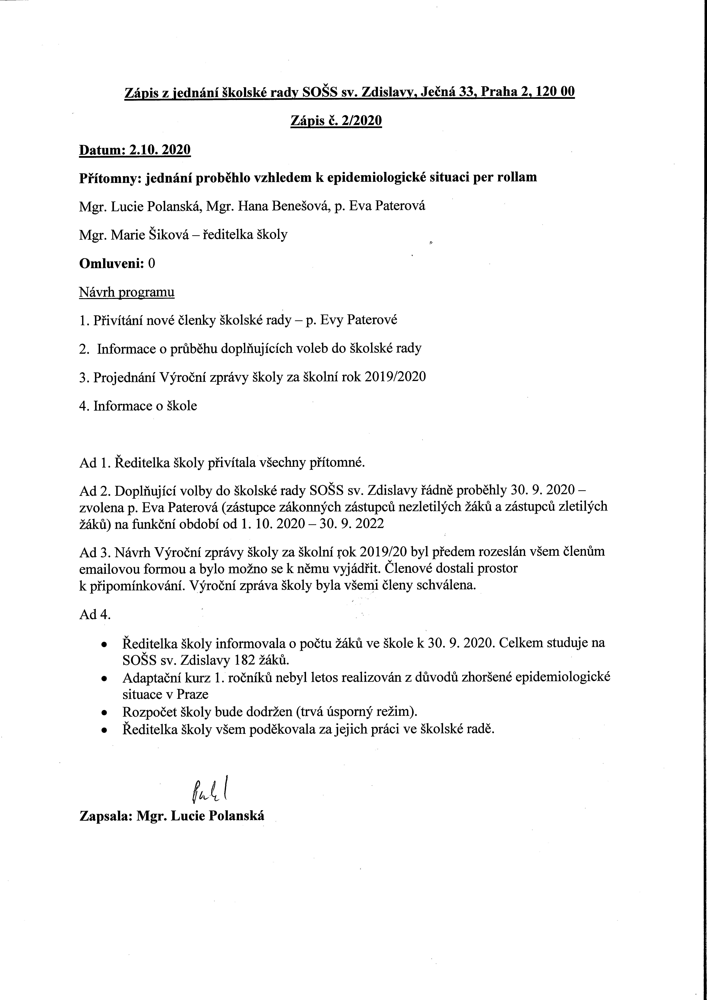 Zápis z jednání školské rady SOŠS sv. Zdislavy, Ječná 33, Praha 2, 120 00
Zápis č. 2/2020
Datum: 2.10. 2020
Přítomny: jednání proběhlo vzhledem k epidemiologické situaci per rollam
Mgr. Lucie Polanská, Mgr. Hana Benešová, p. Eva Paterová
Mgr. Marie Šiková – ředitelka školy
Omluveni: 0
Návrh programu
1. Přivítání nové členky školské rady – p. Evy Paterové
2. Informace o průběhu doplňujících voleb do školské rady
3. Projednání Výroční zprávy školy za školní rok 2019/2020
4. Informace o škole
Ad 1. Ředitelka školy přivítala všechny přítomné.
Ad 2. Doplňující volby do školské rady SOŠS sv. Zdislavy řádně proběhly 30. 9. 2020 –
zvolena p. Eva Paterová (zástupce zákonných zástupců nezletilých žáků a zástupců zletilých
žáků) na funkční období od 1. 10. 2020 – 30. 9. 2022
Ad 3. Návrh Výroční zprávy školy za školní rok 2019/20 byl předem rozeslán všem členům
emailovou formou a bylo možno se k němu vyjádřit. Členové dostali prostor
k připomínkování. Výroční zpráva školy byla všemi členy schválena.
Ad 4.
• Ředitelka školy informovala o počtu žáků ve škole k 30. 9. 2020. Celkem studuje na
SOŠS sv. Zdislavy 182 žáků.
• Adaptační kurz 1. ročníků nebyl letos realizován z důvodů zhoršené epidemiologické
situace v Praze
• Rozpočet školy bude dodržen (trvá úsporný režim).
• Ředitelka školy všem poděkovala za jejich práci ve školské radě.
Zapsala: Mgr. Lucie Polanská